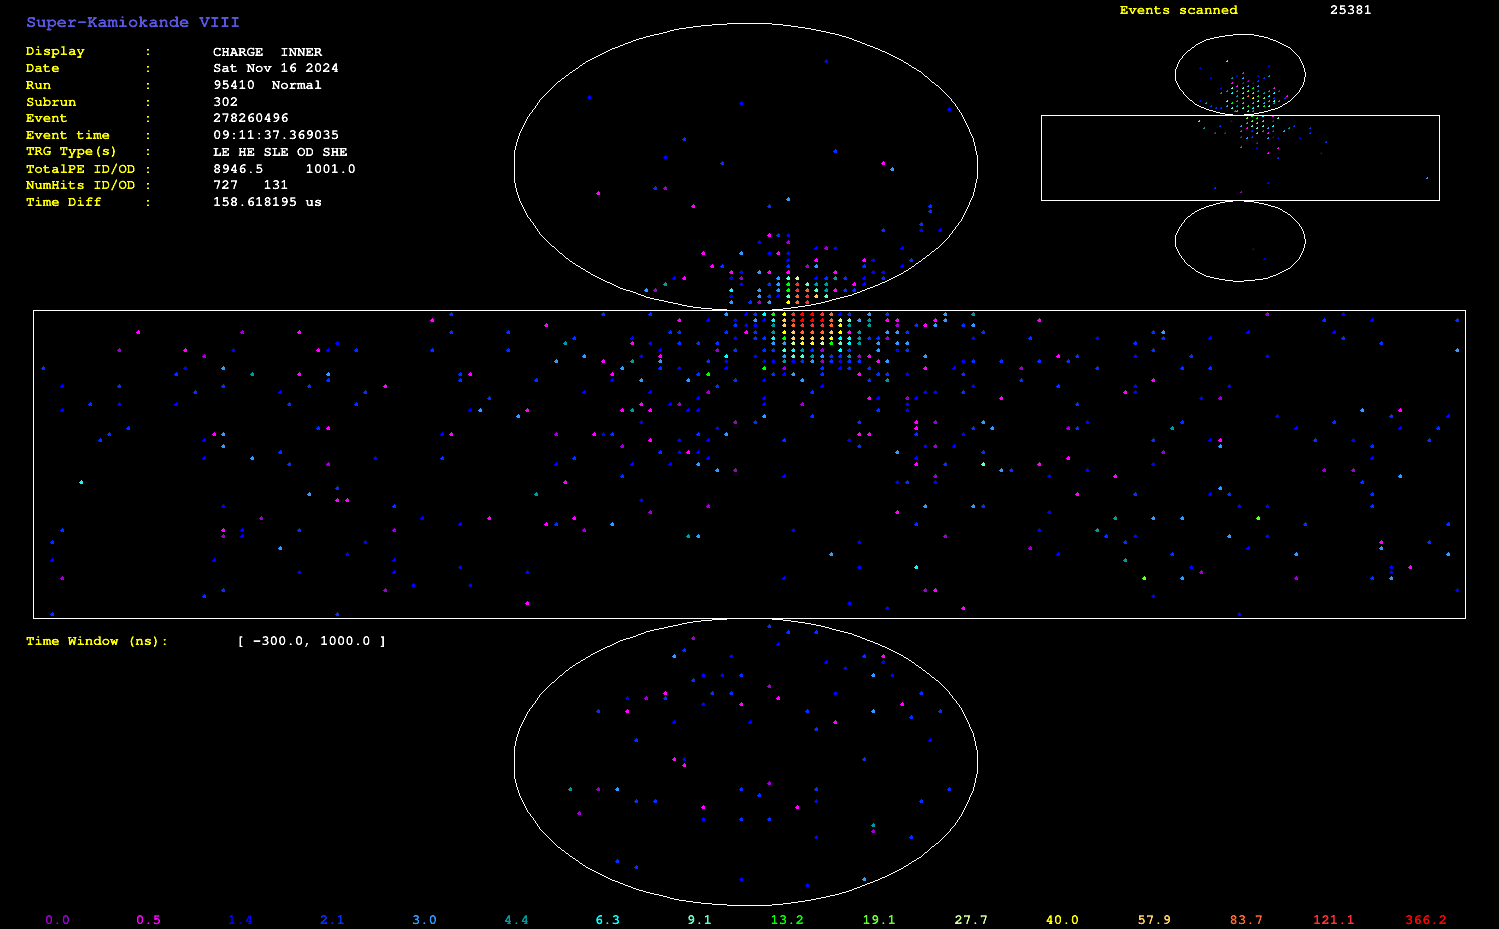 Super-Kamiokande VIII
Events scanned 25381
Display : CHARGE INNER
Date : Sat Nov 16 2024
Run : 95410 Normal
Subrun : 302
Event : 278260496
Event time : 09:11:37.369035
TRG Type(s) : LE HE SLE OD SHE
TotalPE ID/OD : 8946.5 1001.0
NumHits ID/OD : 727 131
Time Diff : 158.618195 us
Time Window (ns): [ -300.0, 1000.0 ]
0.0 0.5 1.4 2.1 3.0 4.4 6.3 9.1 13.2 19.1 27.7 40.0 57.9 83.7 121.1 366.2